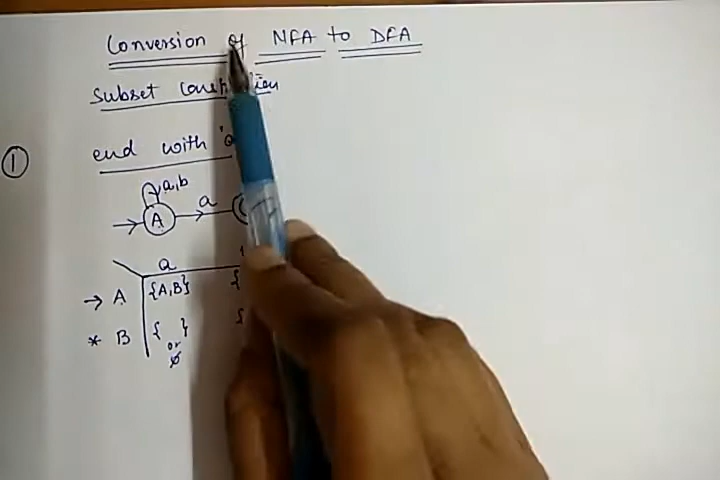 Conversion of NFA to DFA
Subset
end with
①
a,b
A a
a
→ A {A,B} {
* B { } {
or
ø